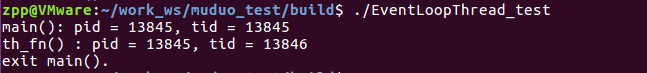 zpp@VMware:~/work_ws/muduo_test/build$ ./EventLoopThread_test
main(): pid = 13845, tid = 13845
th_fn() : pid = 13845, tid = 13846
exit main().